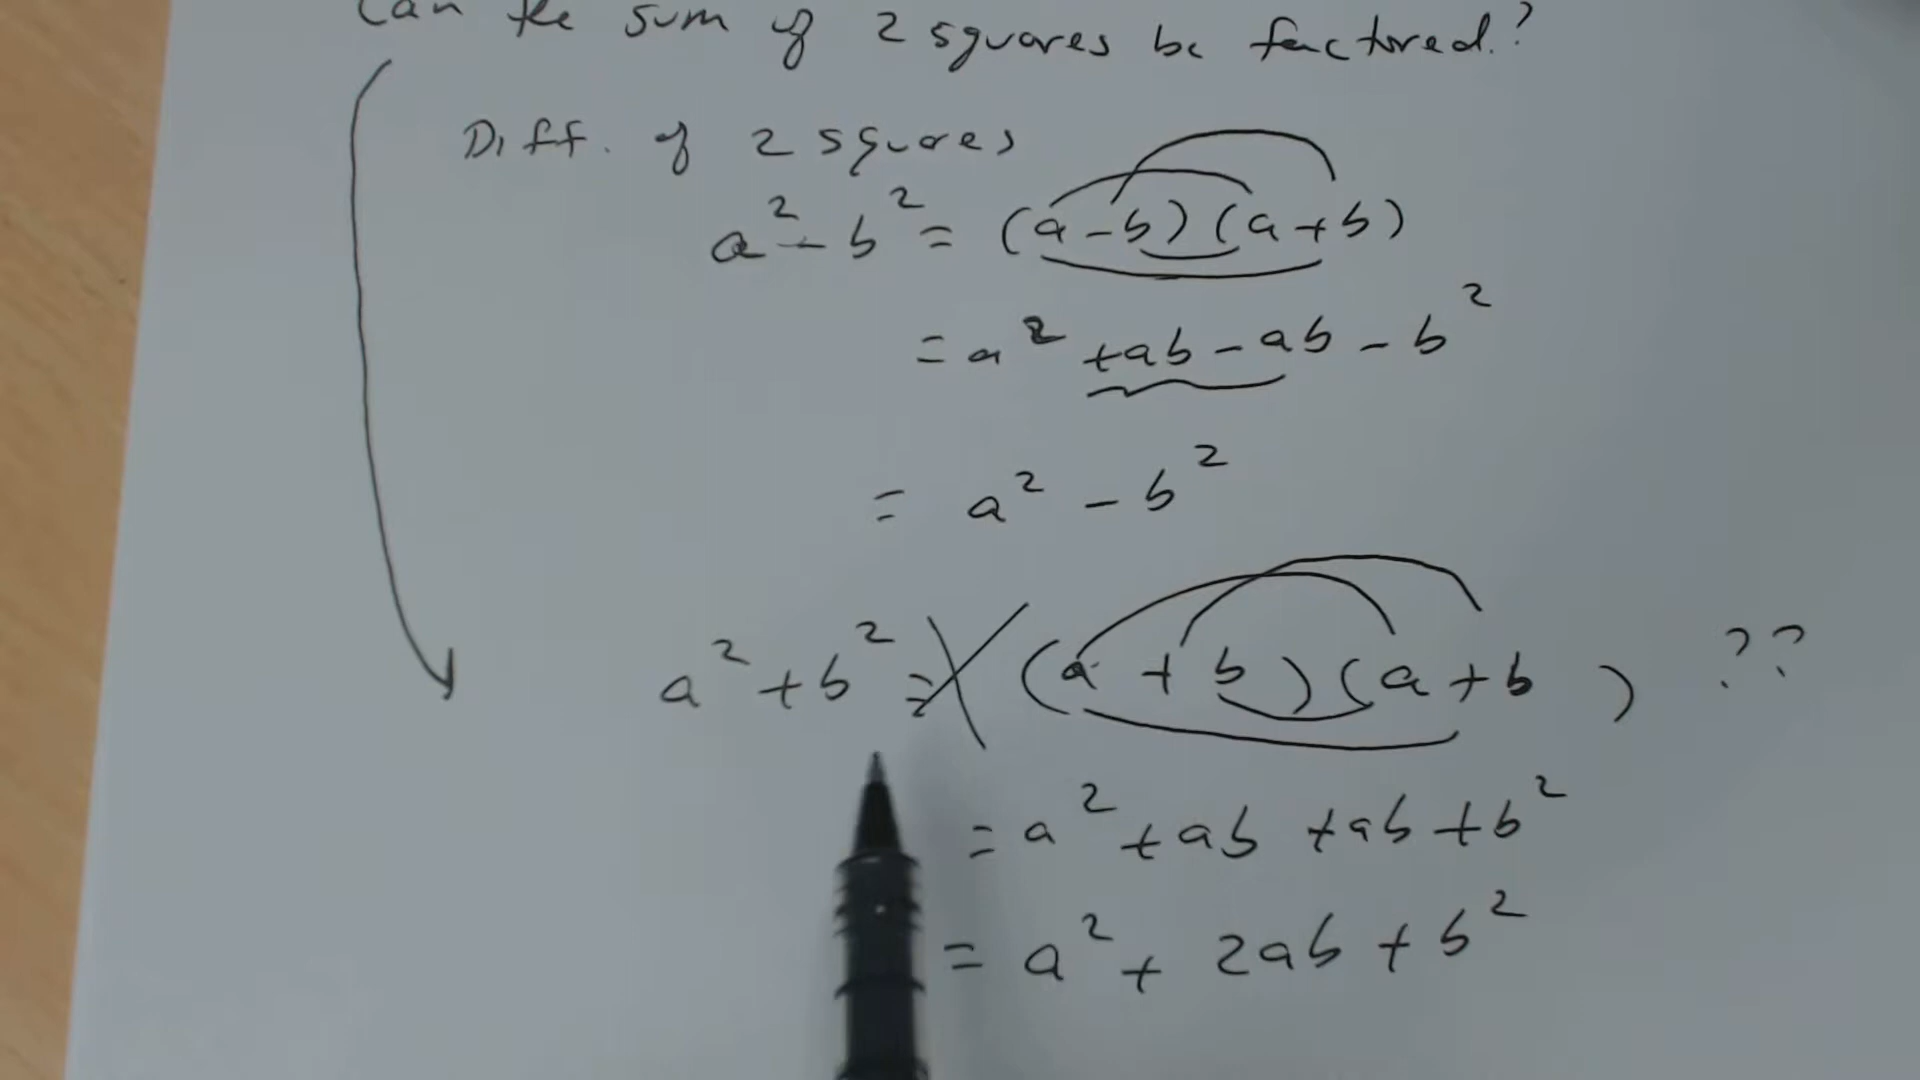 Can the sum of 2 squares be factored?
Diff. of 2 squares
a² - b² = (a - b)(a + b)
= a² + ab - ab - b²
= a² - b²
a² + b² = (a + b)(a + b) ??
= a² + ab + ab + b²
= a² + 2ab + b²